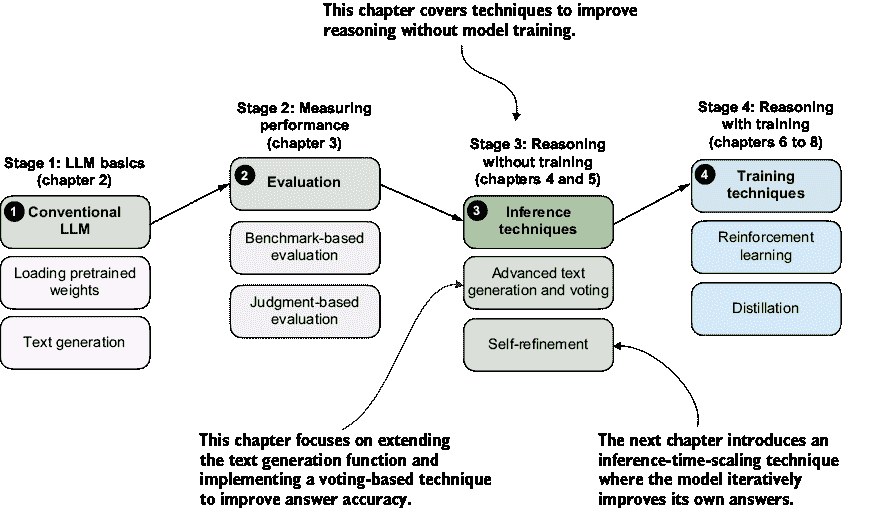 This chapter covers techniques to improve
reasoning without model training.
Stage 1: LLM basics
(chapter 2)
1
Conventional
LLM
Loading pretrained
weights
Text generation
Stage 2: Measuring
performance
(chapter 3)
2
Evaluation
Benchmark-based
evaluation
Judgment-based
evaluation
Stage 3: Reasoning
without training
(chapters 4 and 5)
3
Inference
techniques
Advanced text
generation and voting
Self-refinement
Stage 4: Reasoning
with training
(chapters 6 to 8)
4
Training
techniques
Reinforcement
learning
Distillation
This chapter focuses on extending
the text generation function and
implementing a voting-based technique
to improve answer accuracy.
The next chapter introduces an
inference-time-scaling technique
where the model iteratively
improves its own answers.